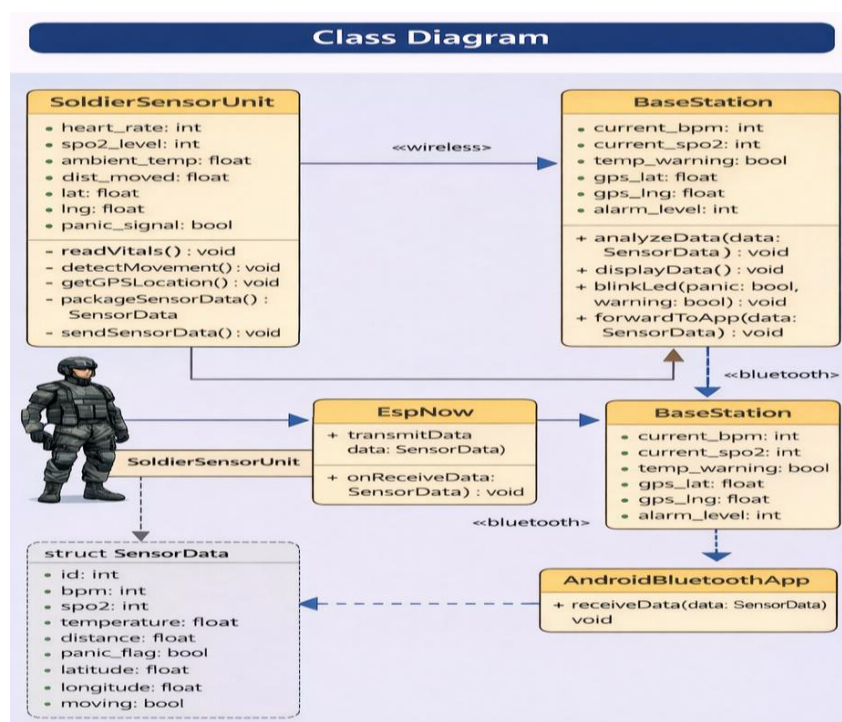 Class Diagram
SoldierSensorUnit
• heart_rate: int
• spo2_level: int
• ambient_temp: float
• dist_moved: float
• lat: float
• lng: float
• panic_signal: bool
- readVitals() : void
- detectMovement() : void
- getGPSLocation() : void
- packageSensorData() :
SensorData
- sendSensorData() : void
«wireless»
BaseStation
• current_bpm: int
• current_spo2: int
• temp_warning: bool
• gps_lat: float
• gps_lng: float
• alarm_level: int
+ analyzeData(data:
SensorData) : void
+ displayData() : void
+ blinkLed(panic: bool,
warning: bool) : void
+ forwardToApp(data:
SensorData) : void
«bluetooth»
SoldierSensorUnit
EspNow
+ transmitData
data: SensorData)
+ onReceiveData:
SensorData) : void
BaseStation
• current_bpm: int
• current_spo2: int
• temp_warning: bool
• gps_lat: float
• gps_lng: float
• alarm_level: int
«bluetooth»
struct SensorData
• id: int
• bpm: int
• spo2: int
• temperature: float
• distance: float
• panic_flag: bool
• latitude: float
• longitude: float
• moving: bool
AndroidBluetoothApp
+ receiveData(data: SensorData)
void